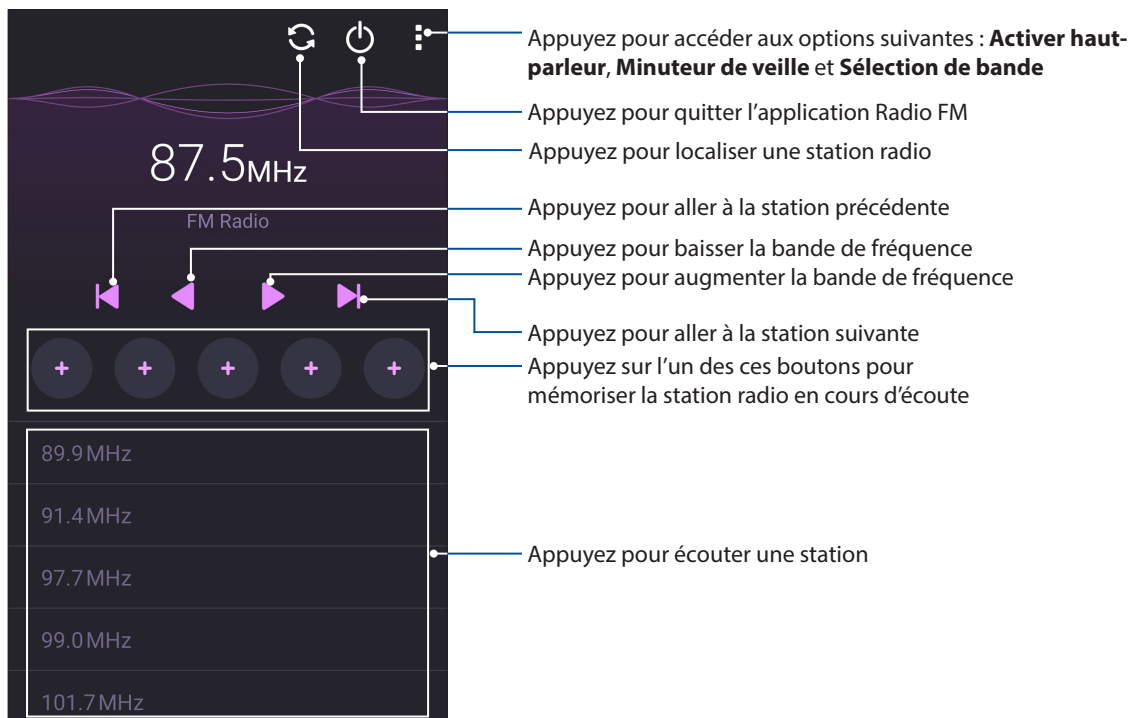 Appuyez pour accéder aux options suivantes : Activer haut-
parleur, Minuteur de veille et Sélection de bande
Appuyez pour quitter l'application Radio FM
Appuyez pour localiser une station radio
87.5MHz
FM Radio
Appuyez pour aller à la station précédente
Appuyez pour baisser la bande de fréquence
Appuyez pour augmenter la bande de fréquence
Appuyez pour aller à la station suivante
Appuyez sur l'un des ces boutons pour
mémoriser la station radio en cours d'écoute
+ + + + +
89.9MHz
91.4MHz
97.7MHz
99.0MHz
101.7MHz
Appuyez pour écouter une station